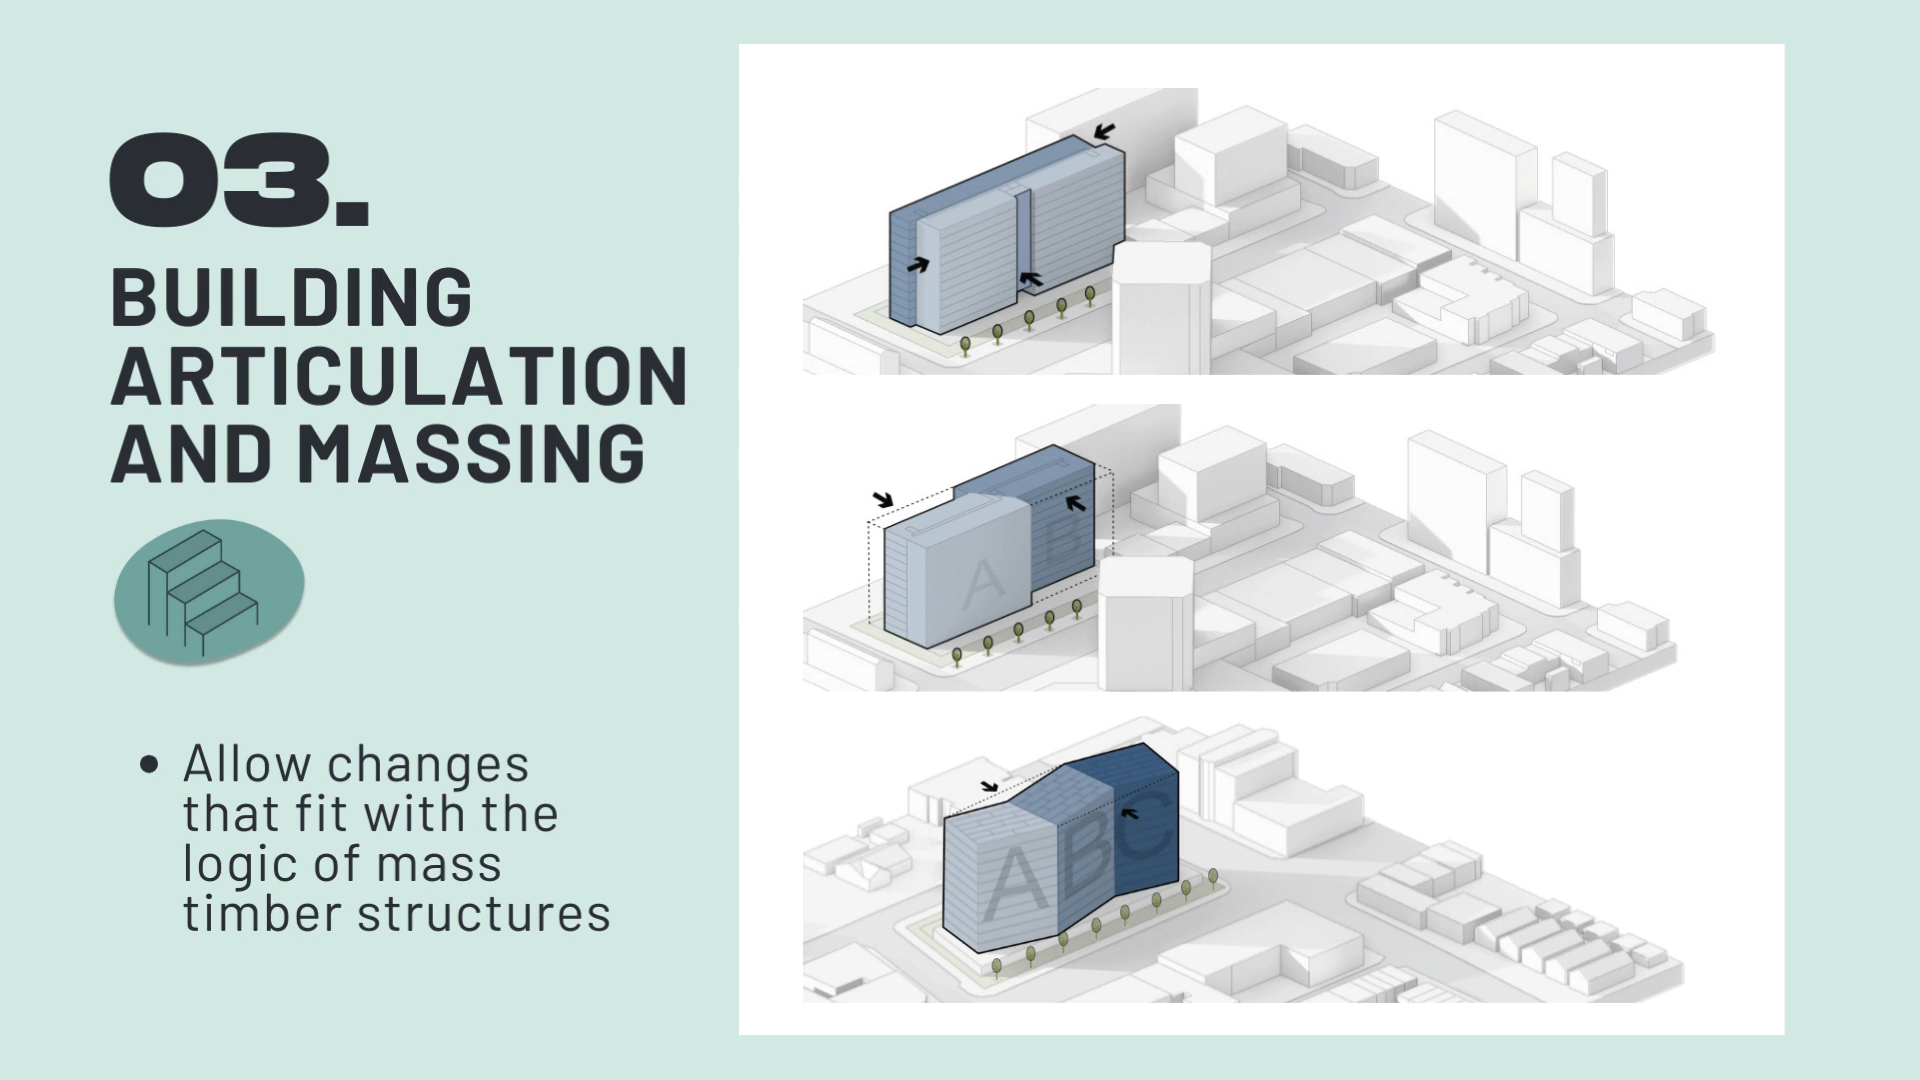 03.
BUILDING
ARTICULATION
AND MASSING
• Allow changes
that fit with the
logic of mass
timber structures
A
B
A
B
C